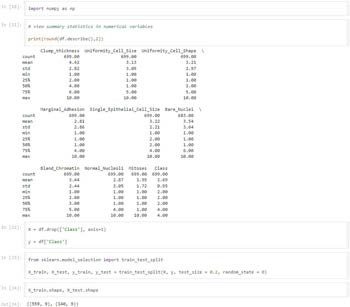 import numpy as np
# view summary statistics in numerical variables
print(round(df.describe(),2))
Clump_thickness Uniformity_Cell_Size Uniformity_Cell_Shape \
count 699.00 699.00 699.00
mean 4.42 3.13 3.21
std 2.82 3.05 2.97
min 1.00 1.00 1.00
25% 2.00 1.00 1.00
50% 4.00 1.00 1.00
75% 6.00 5.00 5.00
max 10.00 10.00 10.00
Marginal_Adhesion Single_Epithelial_Cell_Size Bare_Nuclei \
count 699.00 699.00 683.00
mean 2.81 3.22 3.54
std 2.86 2.21 3.64
min 1.00 1.00 1.00
25% 1.00 2.00 1.00
50% 1.00 2.00 1.00
75% 4.00 4.00 6.00
max 10.00 10.00 10.00
Bland_Chromatin Normal_Nucleoli Mitoses Class
count 699.00 699.00 699.00 699.00
mean 3.44 2.87 1.59 2.69
std 2.44 3.05 1.72 0.95
min 1.00 1.00 1.00 2.00
25% 2.00 1.00 1.00 2.00
50% 3.00 1.00 1.00 2.00
75% 5.00 4.00 1.00 4.00
max 10.00 10.00 10.00 4.00
X = df.drop(['Class'], axis=1)
y = df['Class']
from sklearn.model_selection import train_test_split
X_train, X_test, y_train, y_test = train_test_split(X, y, test_size = 0.2, random_state = 0)
X_train.shape, X_test.shape
((559, 9), (140, 9))